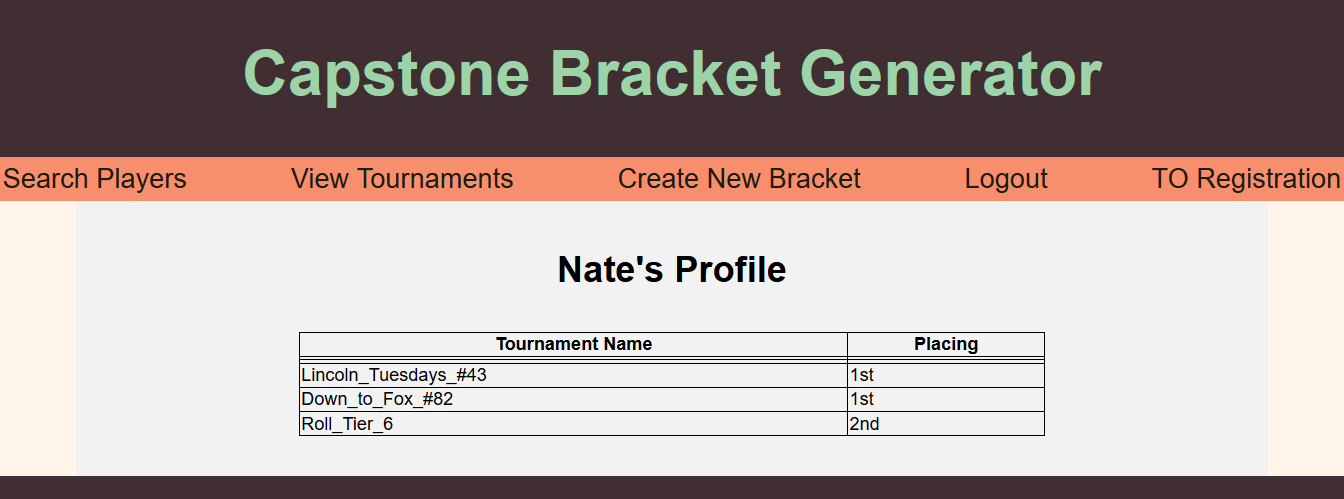 Capstone Bracket Generator
Search Players View Tournaments Create New Bracket Logout TO Registration
Nate's Profile
Tournament Name Placing
Lincoln_Tuesdays_#43 1st
Down_to_Fox_#82 1st
Roll_Tier_6 2nd